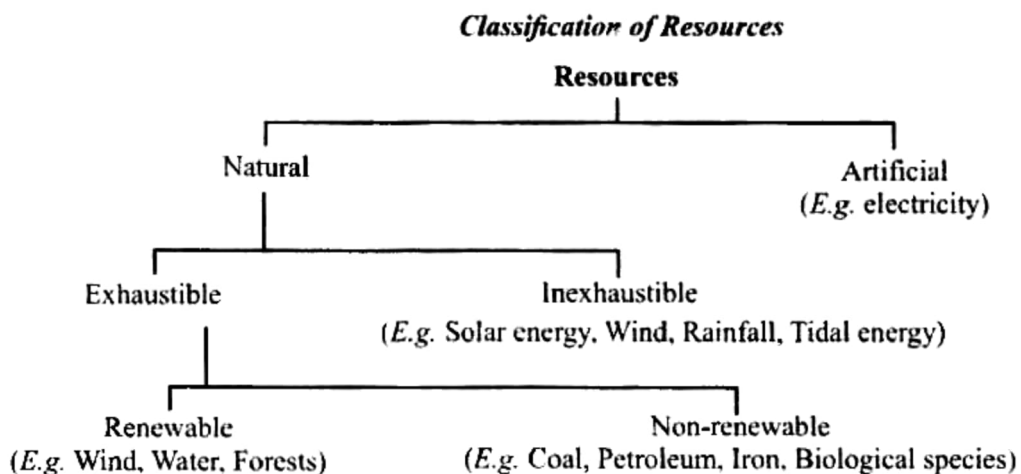 Classification of Resources
Resources
Natural
Artificial
(E.g. electricity)
Exhaustible
Inexhaustible
(E.g. Solar energy, Wind, Rainfall, Tidal energy)
Renewable
Non-renewable
(E.g. Wind, Water, Forests)
(E.g. Coal, Petroleum, Iron, Biological species)